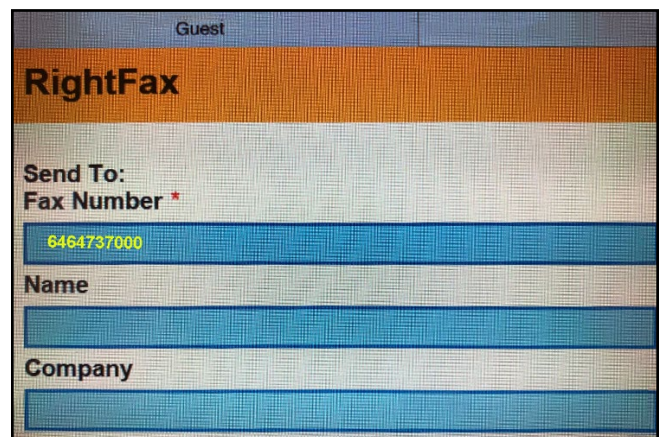 Guest
RightFax
Send To:
Fax Number *
6464737000
Name
Company